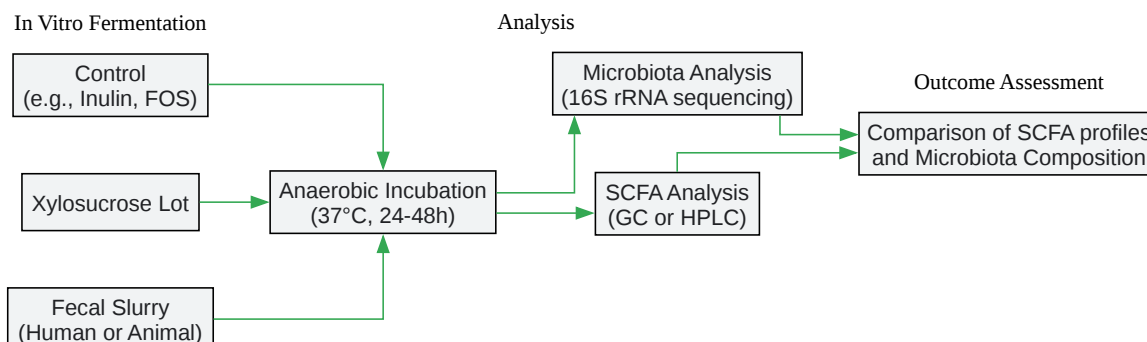 In Vitro Fermentation
Analysis
Control
(e.g., Inulin, FOS)
Microbiota Analysis
(16S rRNA sequencing)
Outcome Assessment
Comparison of SCFA profiles
and Microbiota Composition
Xylosucrose Lot
Anaerobic Incubation
(37°C, 24-48h)
SCFA Analysis
(GC or HPLC)
Fecal Slurry
(Human or Animal)